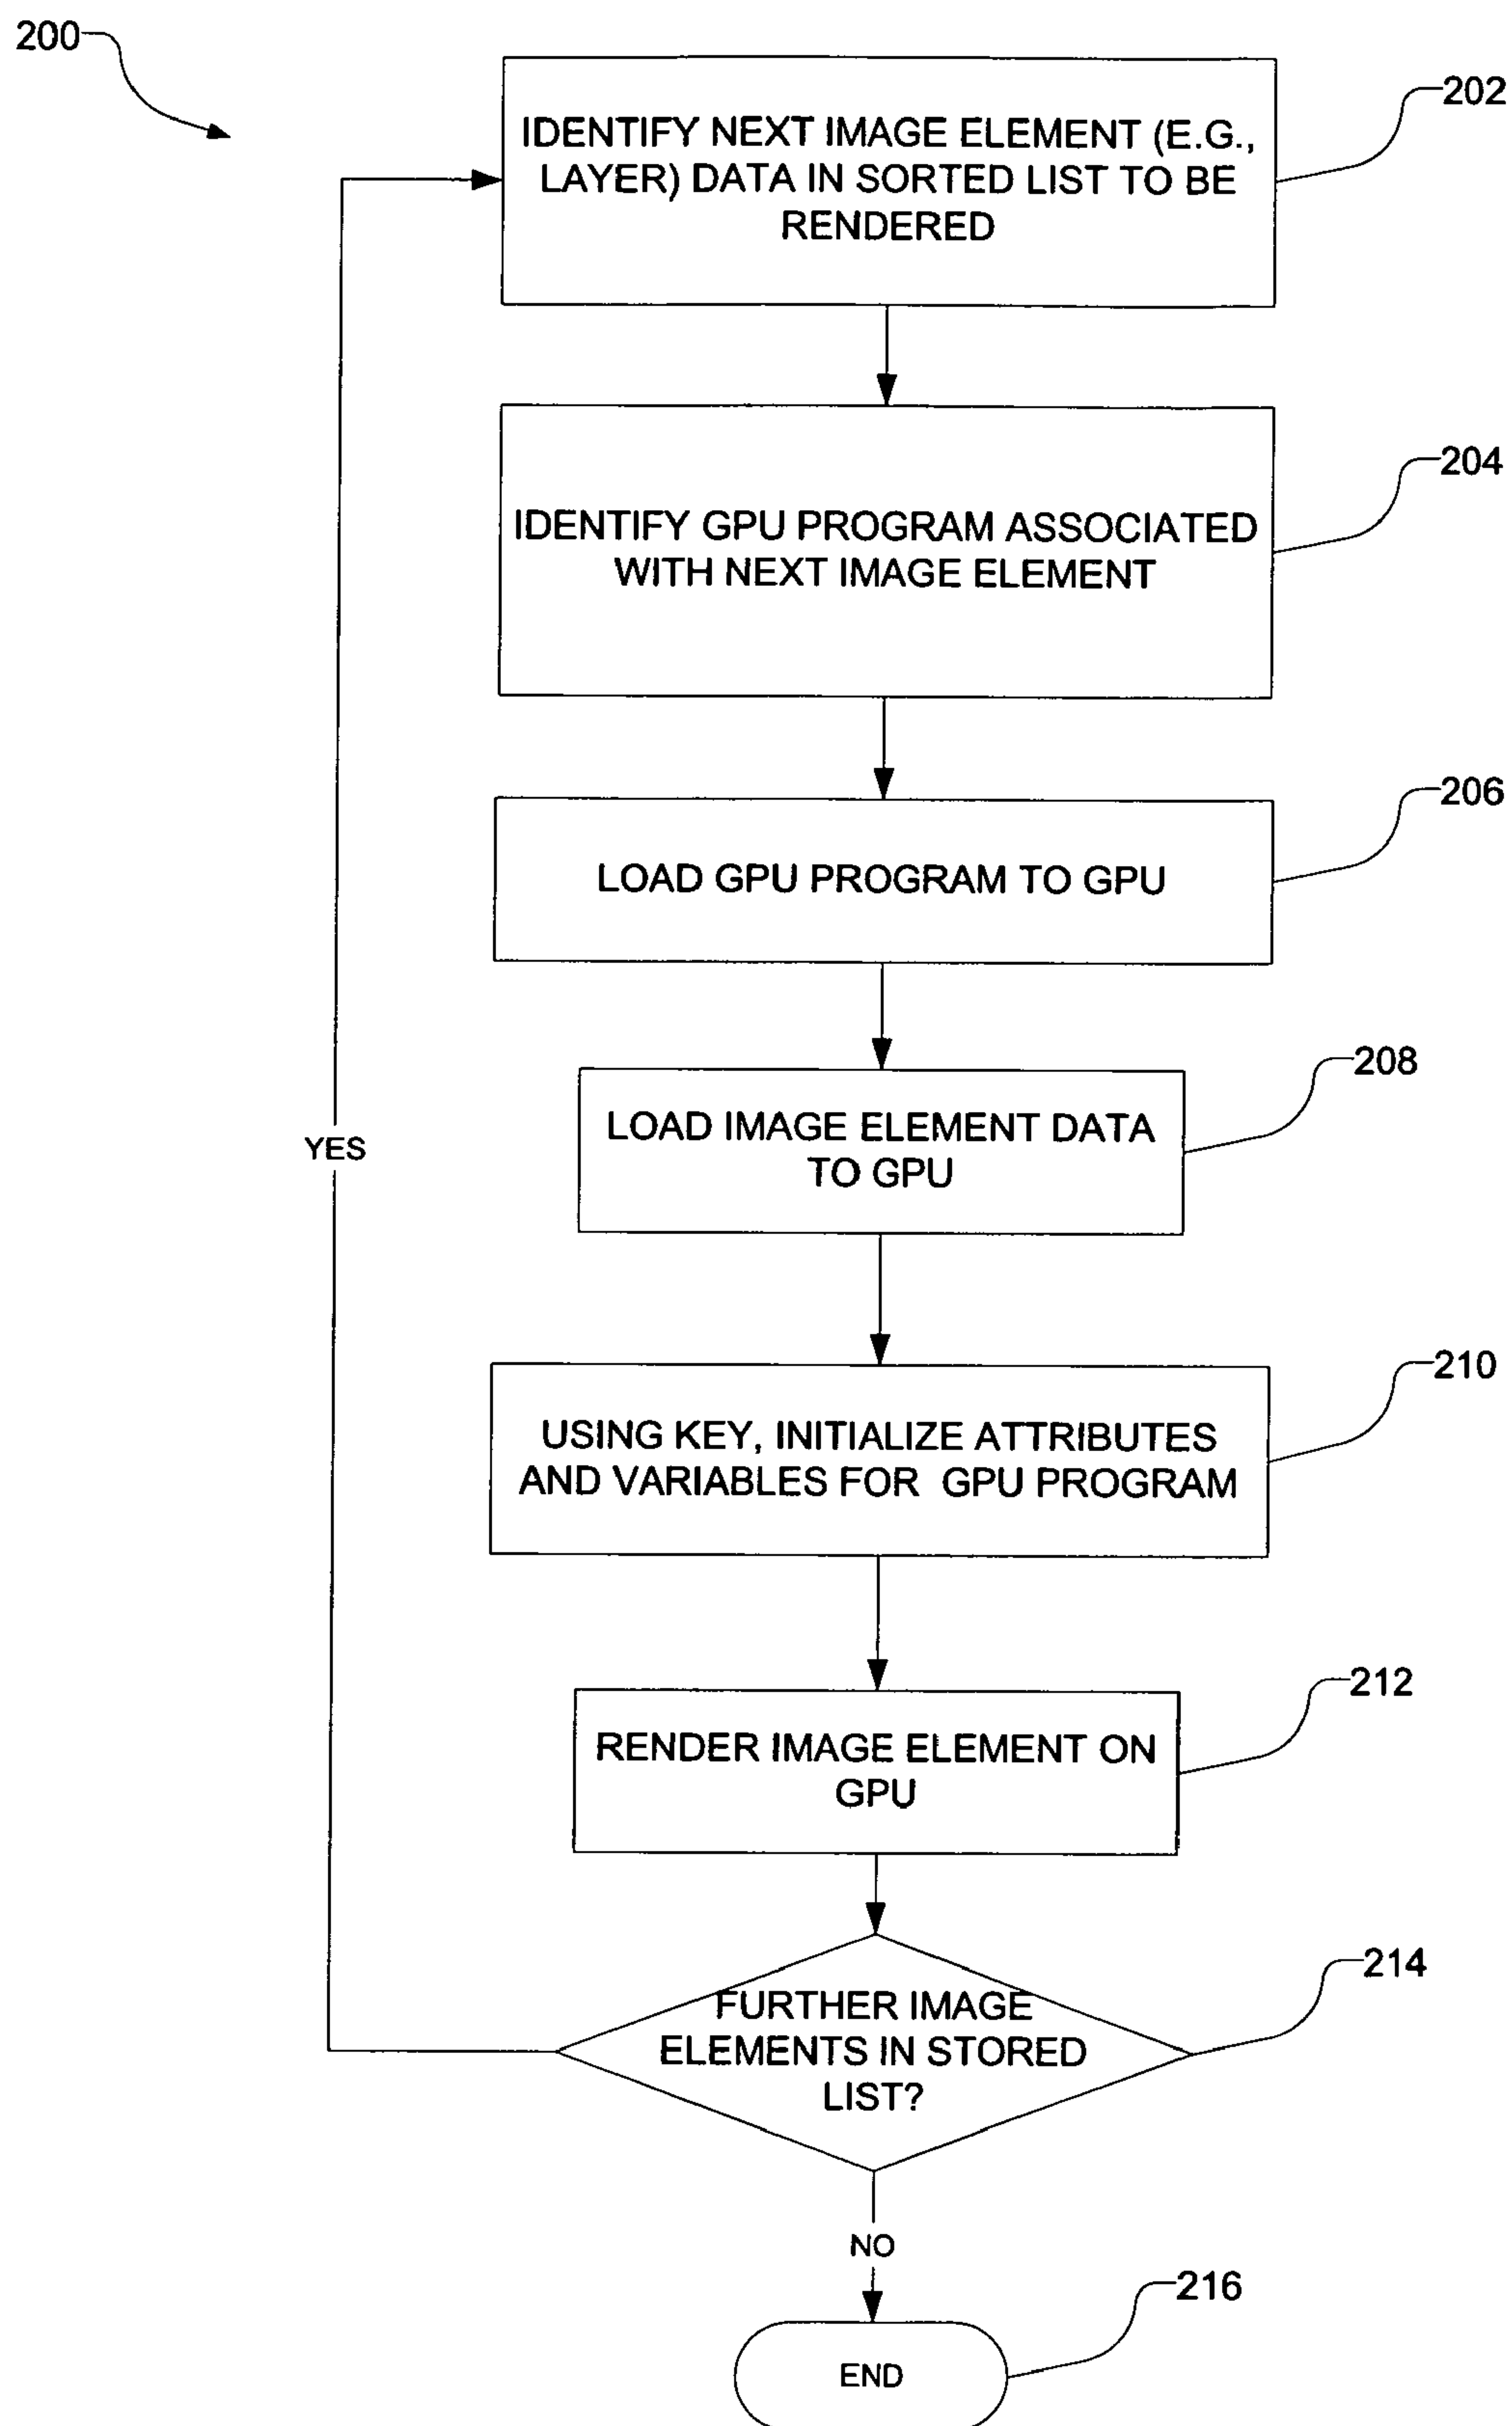 200
202
IDENTIFY NEXT IMAGE ELEMENT (E.G.,
LAYER) DATA IN SORTED LIST TO BE
RENDERED
204
IDENTIFY GPU PROGRAM ASSOCIATED
WITH NEXT IMAGE ELEMENT
206
LOAD GPU PROGRAM TO GPU
208
LOAD IMAGE ELEMENT DATA
TO GPU
YES
210
USING KEY, INITIALIZE ATTRIBUTES
AND VARIABLES FOR GPU PROGRAM
212
RENDER IMAGE ELEMENT ON
GPU
214
FURTHER IMAGE
ELEMENTS IN STORED
LIST?
NO
216
END